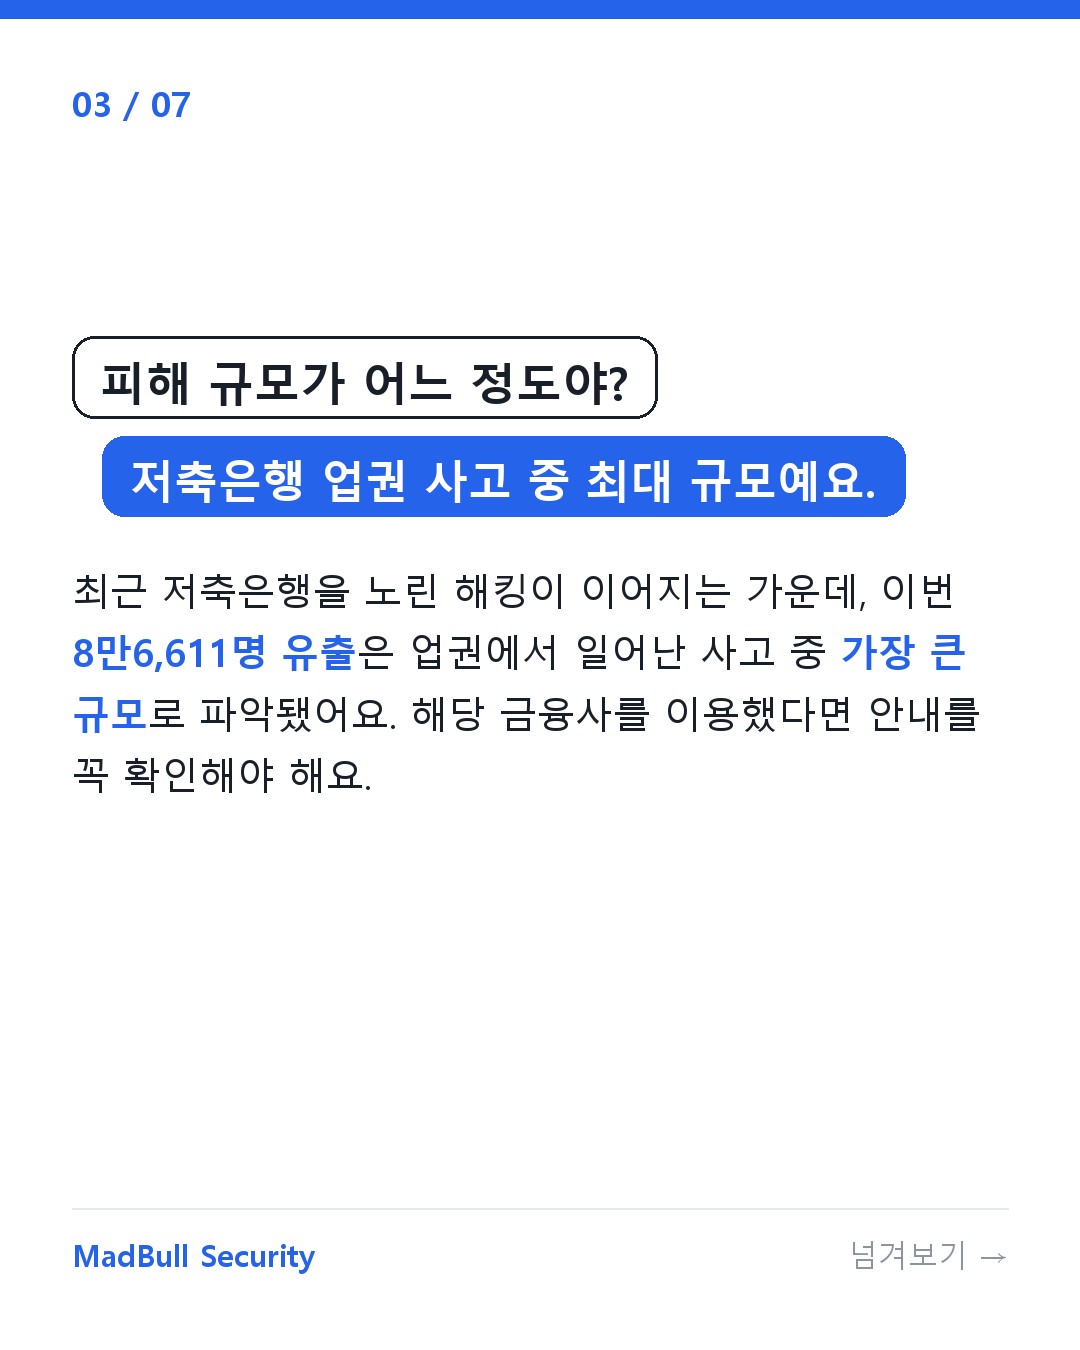 03 / 07
피해 규모가 어느 정도야?
저축은행 업권 사고 중 최대 규모예요.
최근 저축은행을 노린 해킹이 이어지는 가운데, 이번
8만6,611명 유출은 업권에서 일어난 사고 중 가장 큰
규모로 파악됐어요. 해당 금융사를 이용했다면 안내를
꼭 확인해야 해요.
MadBull Security
넘겨보기 →